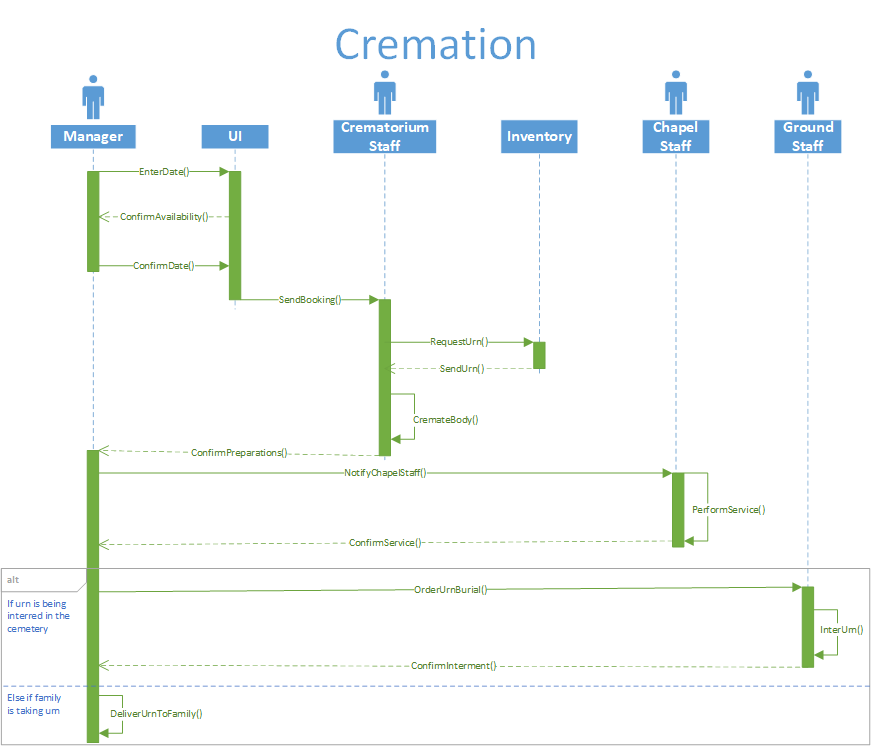 Cremation
Manager
UI
Crematorium
Staff
Inventory
Chapel
Staff
Ground
Staff
EnterDate()
ConfirmAvailability()
ConfirmDate()
SendBooking()
RequestUrn()
SendUrn()
CremateBody()
ConfirmPreparations()
NotifyChapelStaff()
PerformService()
ConfirmService()
alt
OrderUrnBurial()
If urn is being
interred in the
cemetery
InterUrn()
ConfirmInterment()
Else if family
is taking urn
DeliverUrnToFamily()